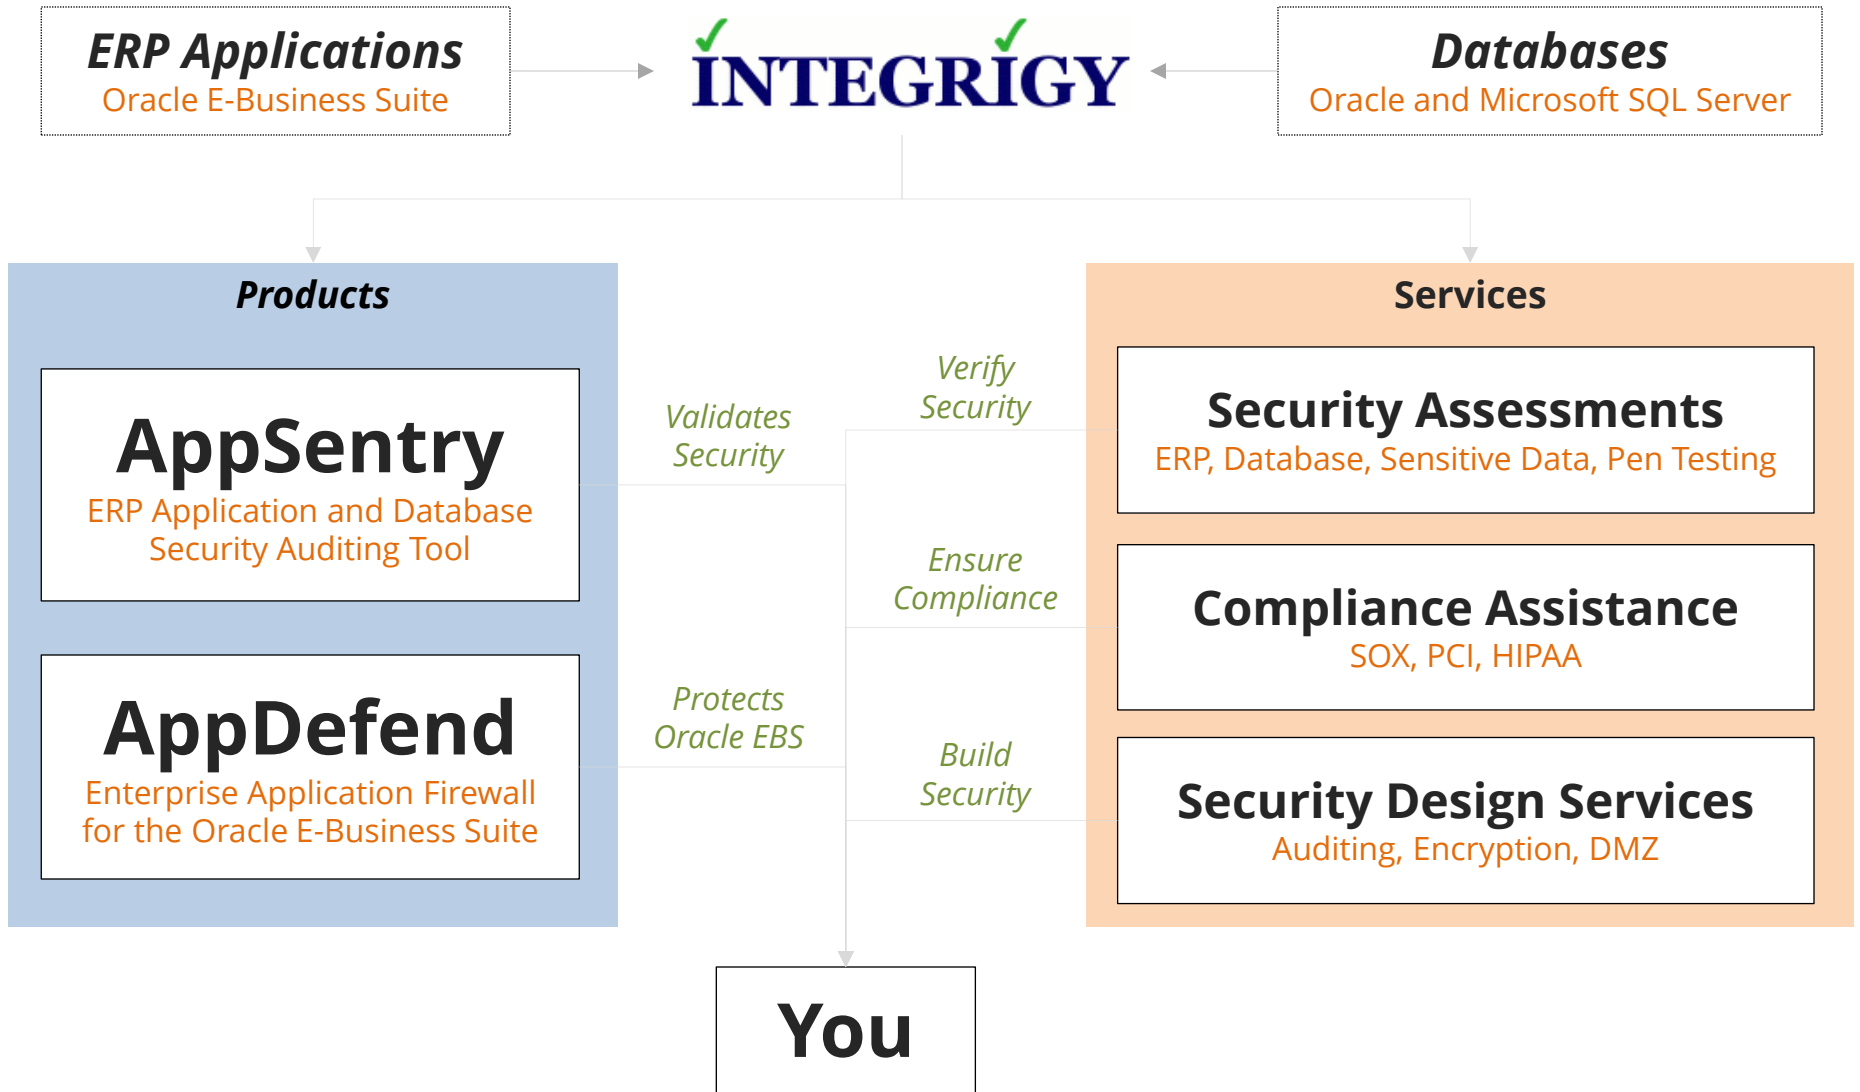 ERP Applications
Oracle E-Business Suite
INTEGRIGY
Databases
Oracle and Microsoft SQL Server
Products
AppSentry
ERP Application and Database
Security Auditing Tool
AppDefend
Enterprise Application Firewall
for the Oracle E-Business Suite
Validates
Security
Protects
Oracle EBS
Verify
Security
Ensure
Compliance
Build
Security
Services
Security Assessments
ERP, Database, Sensitive Data, Pen Testing
Compliance Assistance
SOX, PCI, HIPAA
Security Design Services
Auditing, Encryption, DMZ
You